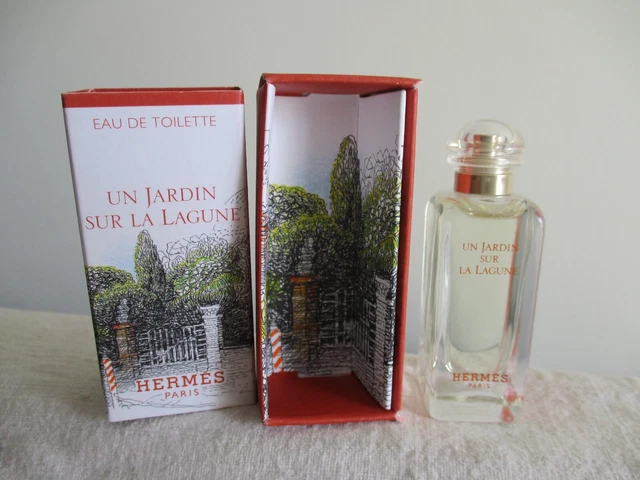 EAU DE TOILETTE
UN JARDIN
SUR LA LAGUNE
HERMÈS
PARIS
UN JARDIN
SUR
LA LAGUNE
HERMÈS
PARIS